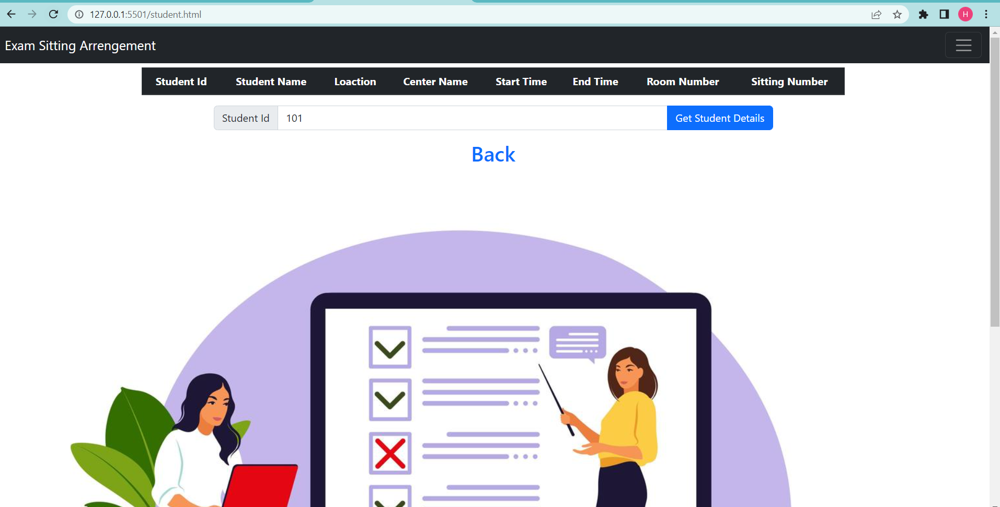 127.0.0.1:5501/student.html
H
Exam Sitting Arrengement
Student Id Student Name Loaction Center Name Start Time End Time Room Number Sitting Number
Student Id 101 Get Student Details
Back